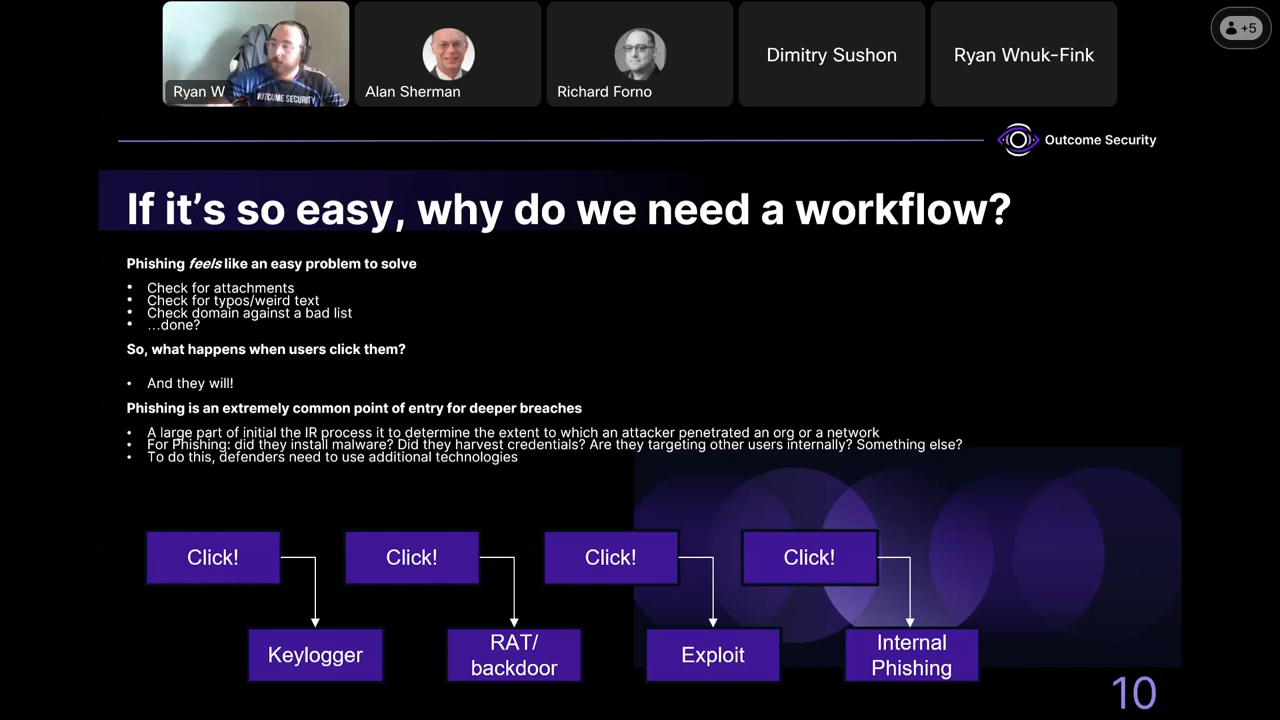 +5
Ryan W
OUTCOME SECURITY
Alan Sherman
Richard Forno
Dimitry Sushon
Ryan Wnuk-Fink
Outcome Security
If it's so easy, why do we need a workflow?
Phishing feels like an easy problem to solve
• Check for attachments
• Check for typos/weird text
• Check domain against a bad list
• ...done?
So, what happens when users click them?
• And they will!
Phishing is an extremely common point of entry for deeper breaches
• A large part of initial the IR process it to determine the extent to which an attacker penetrated an org or a network
• For Phishing: did they install malware? Did they harvest credentials? Are they targeting other users internally? Something else?
• To do this, defenders need to use additional technologies
Click!
Click!
Click!
Click!
Keylogger
RAT/
backdoor
Exploit
Internal
Phishing
10